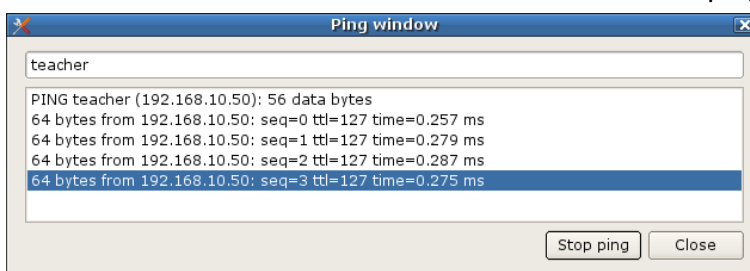 Ping window
teacher
PING teacher (192.168.10.50): 56 data bytes
64 bytes from 192.168.10.50: seq=0 ttl=127 time=0.257 ms
64 bytes from 192.168.10.50: seq=1 ttl=127 time=0.279 ms
64 bytes from 192.168.10.50: seq=2 ttl=127 time=0.287 ms
64 bytes from 192.168.10.50: seq=3 ttl=127 time=0.275 ms
Stop ping Close